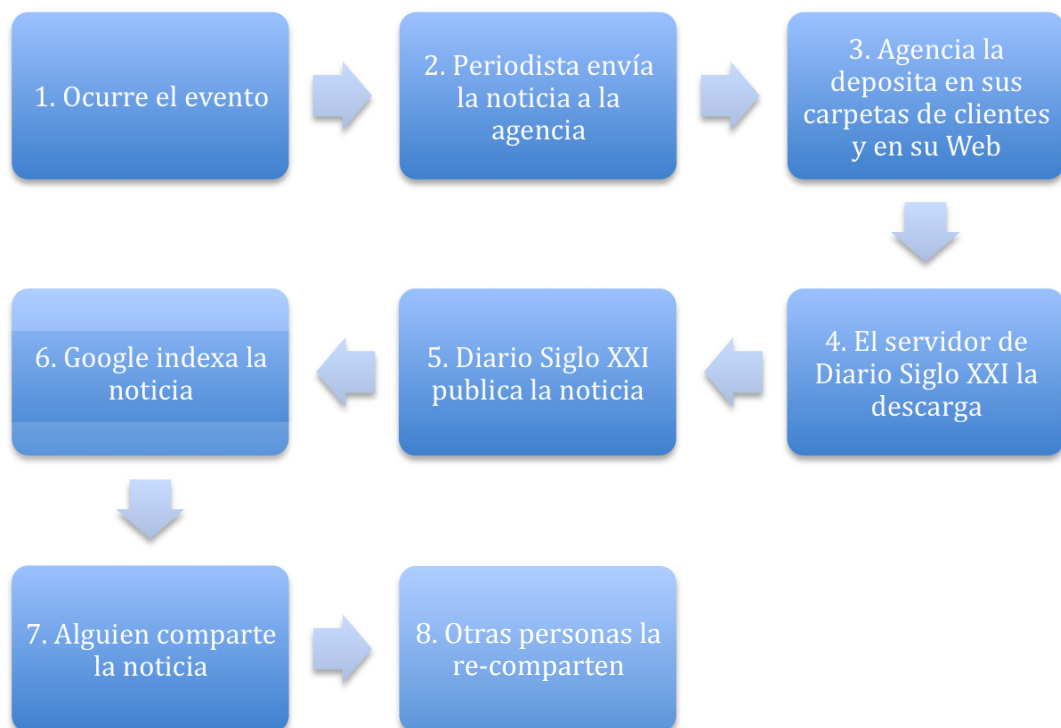 1. Ocurre el evento
2. Periodista envía
la noticia a la
agencia
3. Agencia la
deposita en sus
carpetas de clientes
y en su Web
4. El servidor de
Diario Siglo XXI la
descarga
5. Diario Siglo XXI
publica la noticia
6. Google indexa la
noticia
7. Alguien comparte
la noticia
8. Otras personas la
re-comparten